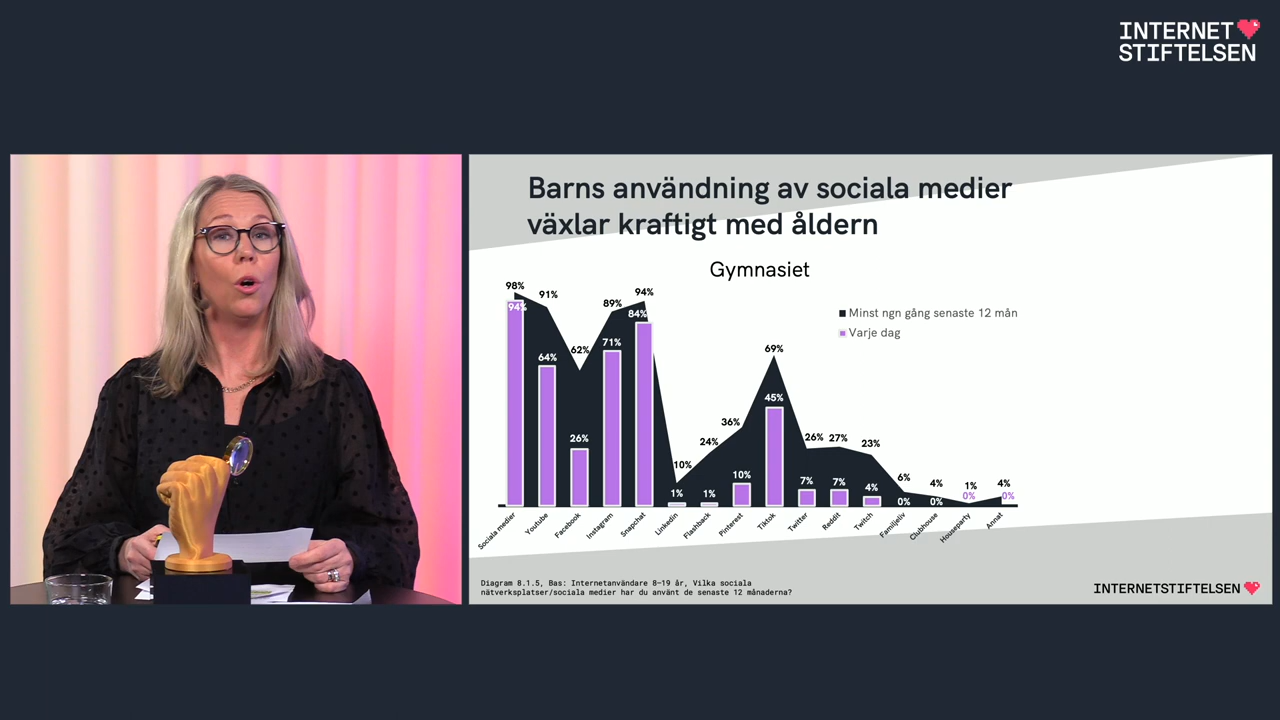 INTERNET
STIFTELSEN
Barns användning av sociala medier
växlar kraftigt med åldern
Gymnasiet
Minst ngn gång senaste 12 mån
Varje dag
98%
94%
91%
64%
62%
26%
89%
71%
94%
84%
10%
1%
24%
1%
36%
10%
69%
45%
26%
7%
27%
7%
23%
4%
6%
0%
4%
0%
1%
0%
4%
0%
Sociala medier
Youtube
Facebook
Instagram
Snapchat
Linkedin
Flashback
Pinterest
Tiktok
Twitter
Reddit
Twitch
Familjeliv
Clubhouse
Houseparty
Annat
Diagram 8.1.5, Bas: Internetanvändare 8–19 år, Vilka sociala
nätverksplatser/sociala medier har du använt de senaste 12 månaderna?
INTERNETSTIFTELSEN